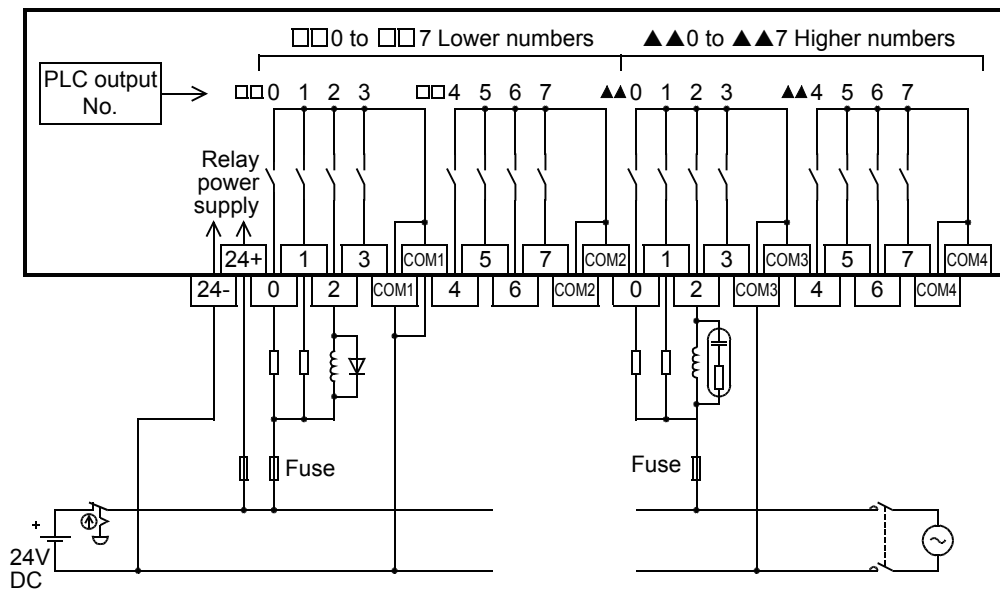 □□0 to □□7 Lower numbers ▲▲0 to ▲▲7 Higher numbers
PLC output
No.
□□0 1 2 3 □□4 5 6 7 ▲▲0 1 2 3 ▲▲4 5 6 7
Relay
power
supply
24+ 1 3 COM1 5 7 COM2 1 3 COM3 5 7 COM4
24- 0 2 COM1 4 6 COM2 0 2 COM3 4 6 COM4
Fuse Fuse
+
24V
DC